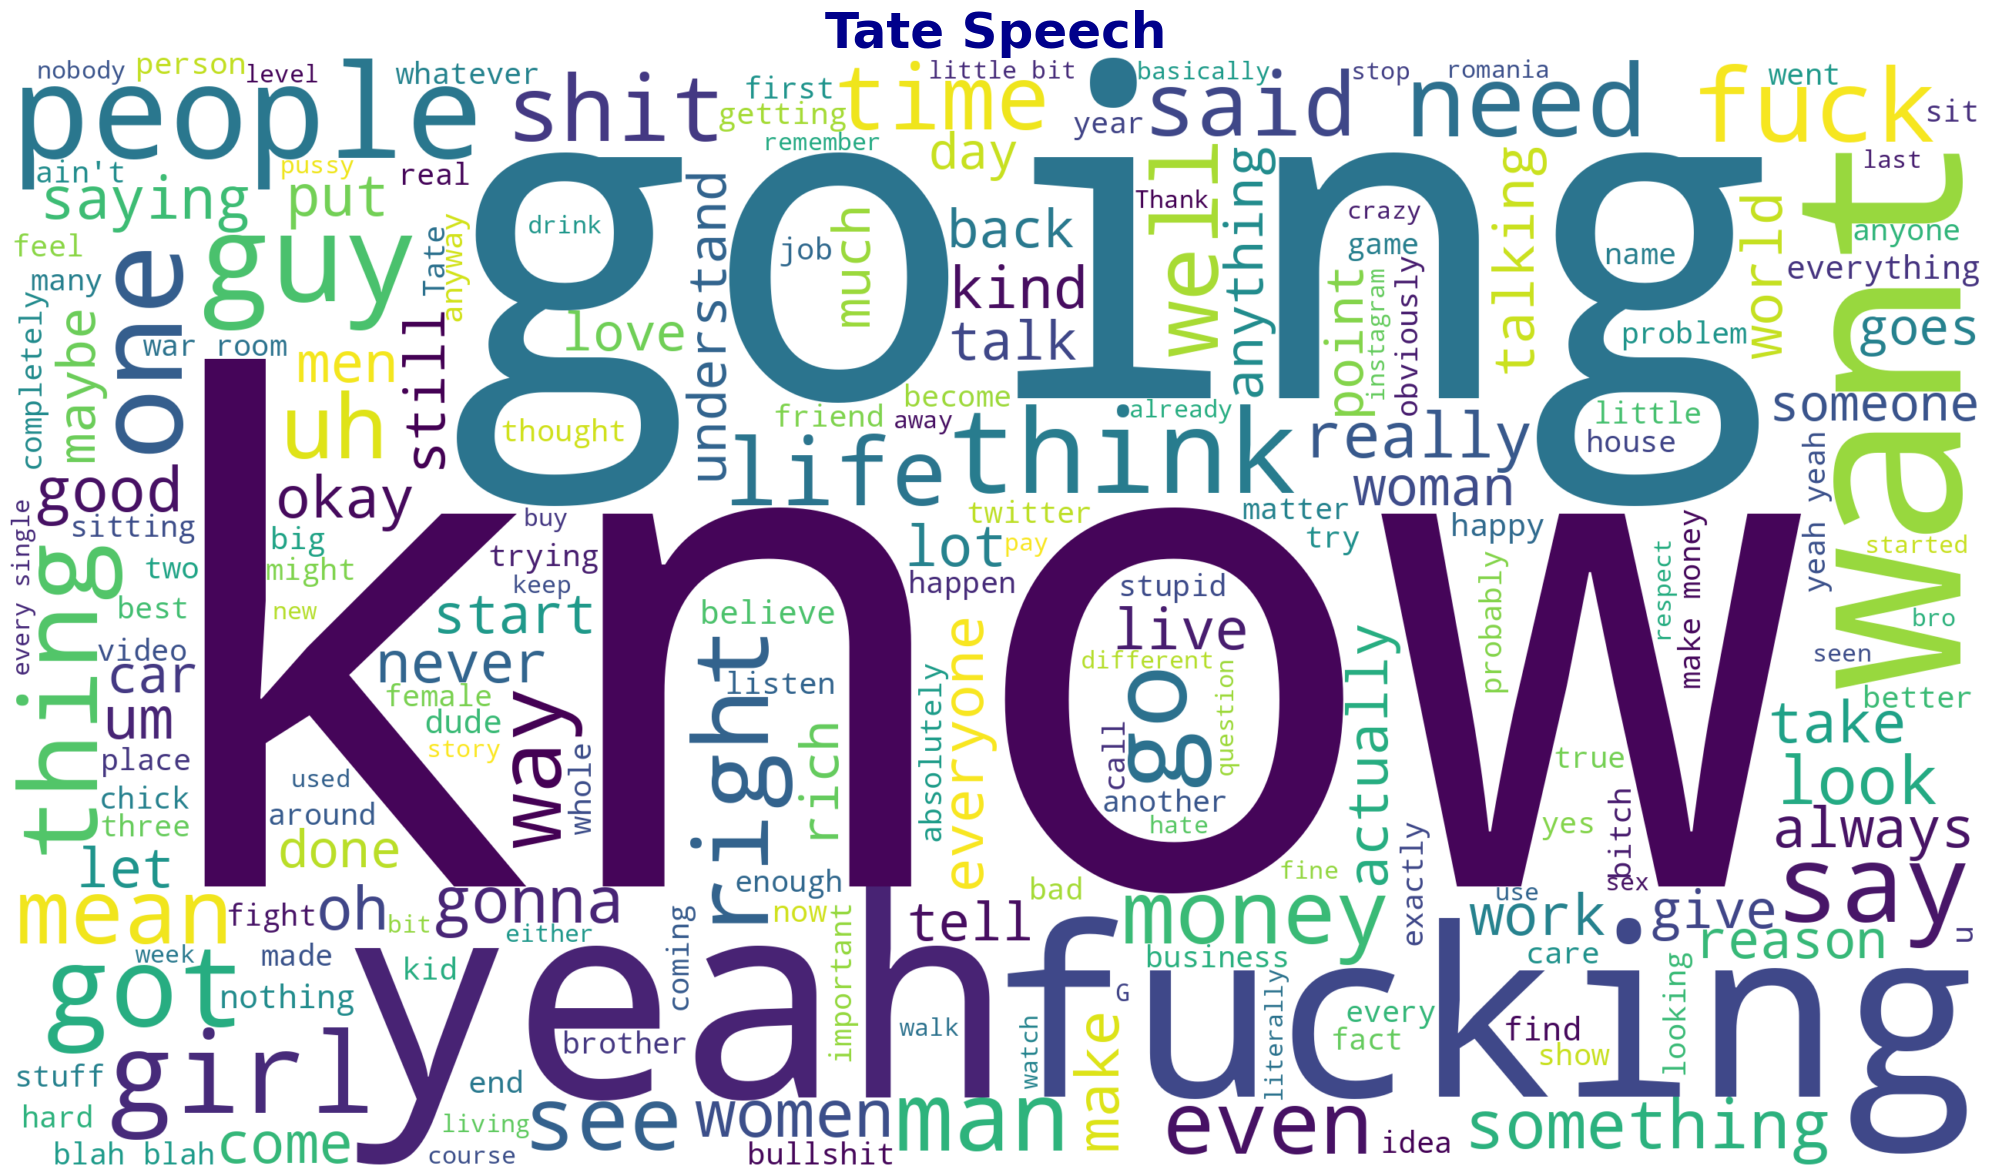 Tate Speech
nobody person level whatever little bit basically stop romania went
people shit first time said need fuck sit
getting year
remember day
ain't pussy real well anything talking last
saying put understand going Thank crazy want
guy drink job much back game name world anyone
feel one Tate anyway kind point instagram obviously everything
many love talk problem goes
completely maybe war room men still
become
uh thought friend away already little someone
life think really house
good okay woman yeah yeah
sitting buy twitter matter happy
every single big trying lot pay try make money started
thing two might keep happen stupid probably respect
best new start believe know live bro
video never right everyone different seen
car female listen question actually better
um dude way absolutely go take
place story whole rich call true
chick used another look
three around hate yes bitch always
let done exactly
mean fight oh gonna enough bad fine sex say
bit now tell money use work give
either important reason u
week made coming business care
got kid yeah fucking looking
nothing G literally every
girl brother walk watch make fact find show
stuff end
hard living see women man even something
blah blah come course bullshit idea